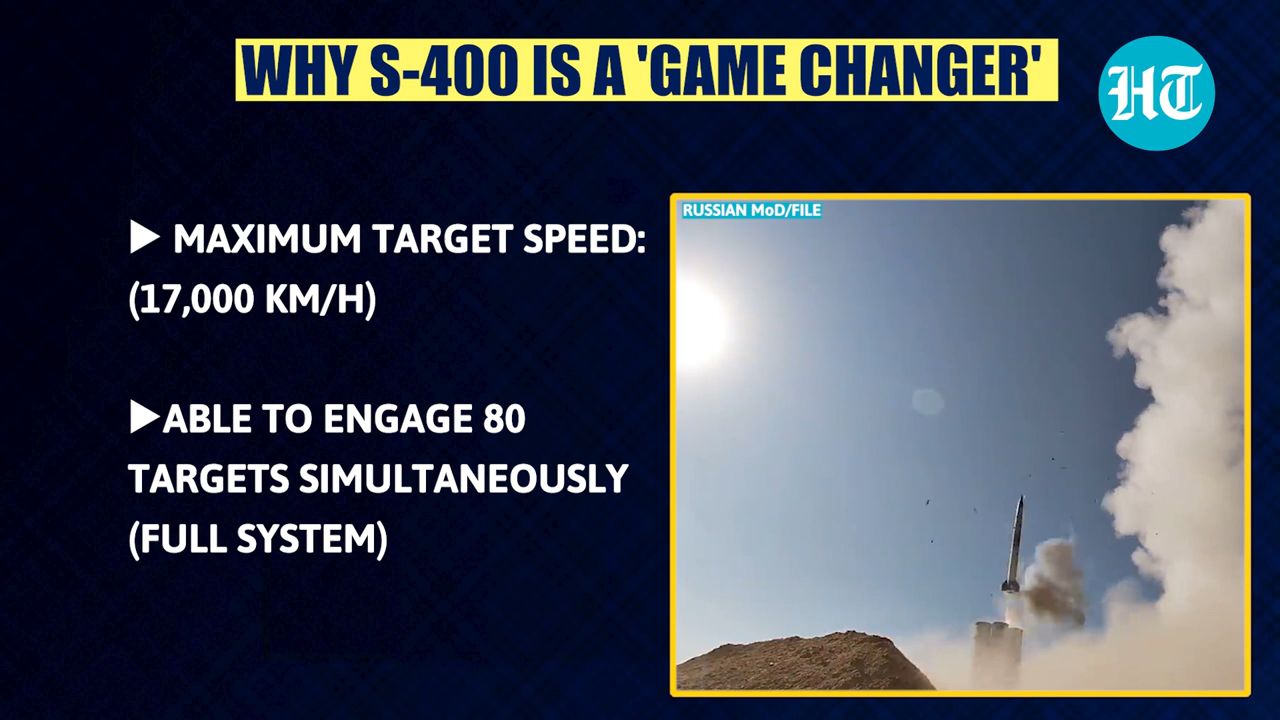 WHY S-400 IS A 'GAME CHANGER'
HT
RUSSIAN MoD/FILE
▶ MAXIMUM TARGET SPEED:
(17,000 KM/H)
▶ABLE TO ENGAGE 80
TARGETS SIMULTANEOUSLY
(FULL SYSTEM)